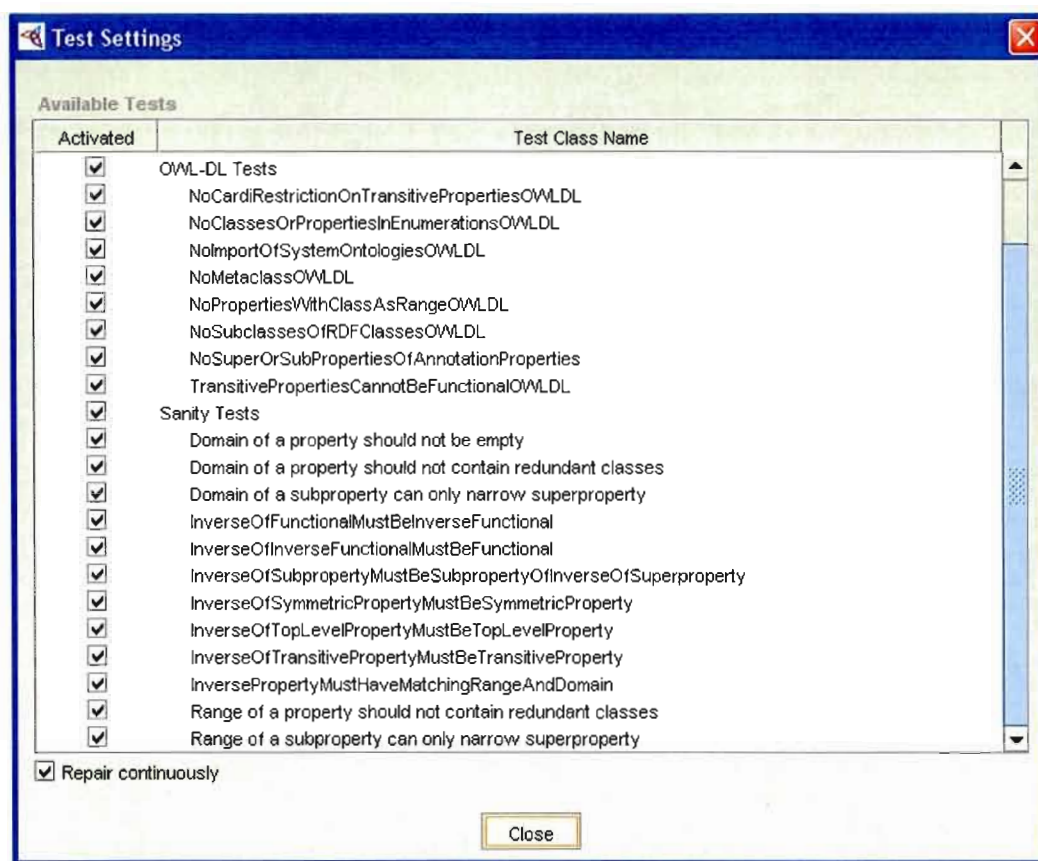 Test Settings
Available Tests
Activated Test Class Name
OWL-DL Tests
NoCardiRestrictionOnTransitivePropertiesOWLDL
NoClassesOrPropertiesInEnumerationsOWLDL
NoImportOfSystemOntologiesOWLDL
NoMetaclassOWLDL
NoPropertiesWithClassAsRangeOWLDL
NoSubclassesOfRDFClassesOWLDL
NoSuperOrSubPropertiesOfAnnotationProperties
TransitivePropertiesCannotBeFunctionalOWLDL
Sanity Tests
Domain of a property should not be empty
Domain of a property should not contain redundant classes
Domain of a subproperty can only narrow superproperty
InverseOfFunctionalMustBeInverseFunctional
InverseOfInverseFunctionalMustBeFunctional
InverseOfSubpropertyMustBeSubpropertyOfInverseOfSuperproperty
InverseOfSymmetricPropertyMustBeSymmetricProperty
InverseOfTopLevelPropertyMustBeTopLevelProperty
InverseOfTransitivePropertyMustBeTransitiveProperty
InversePropertyMustHaveMatchingRangeAndDomain
Range of a property should not contain redundant classes
Range of a subproperty can only narrow superproperty
Repair continuously
Close